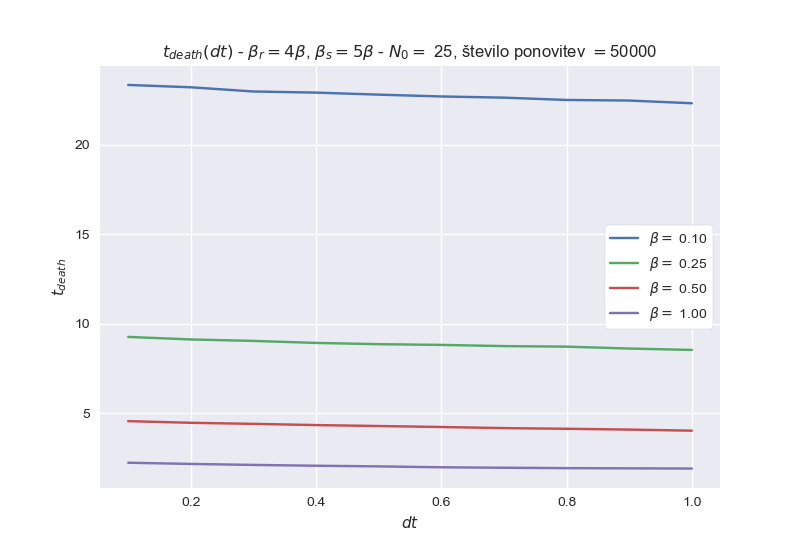 t_death(dt) - β_r = 4β, β_s = 5β - N_0 = 25, število ponovitev = 50000
20
15
10
5
t_death
β = 0.10
β = 0.25
β = 0.50
β = 1.00
0.2 0.4 0.6 0.8 1.0
dt